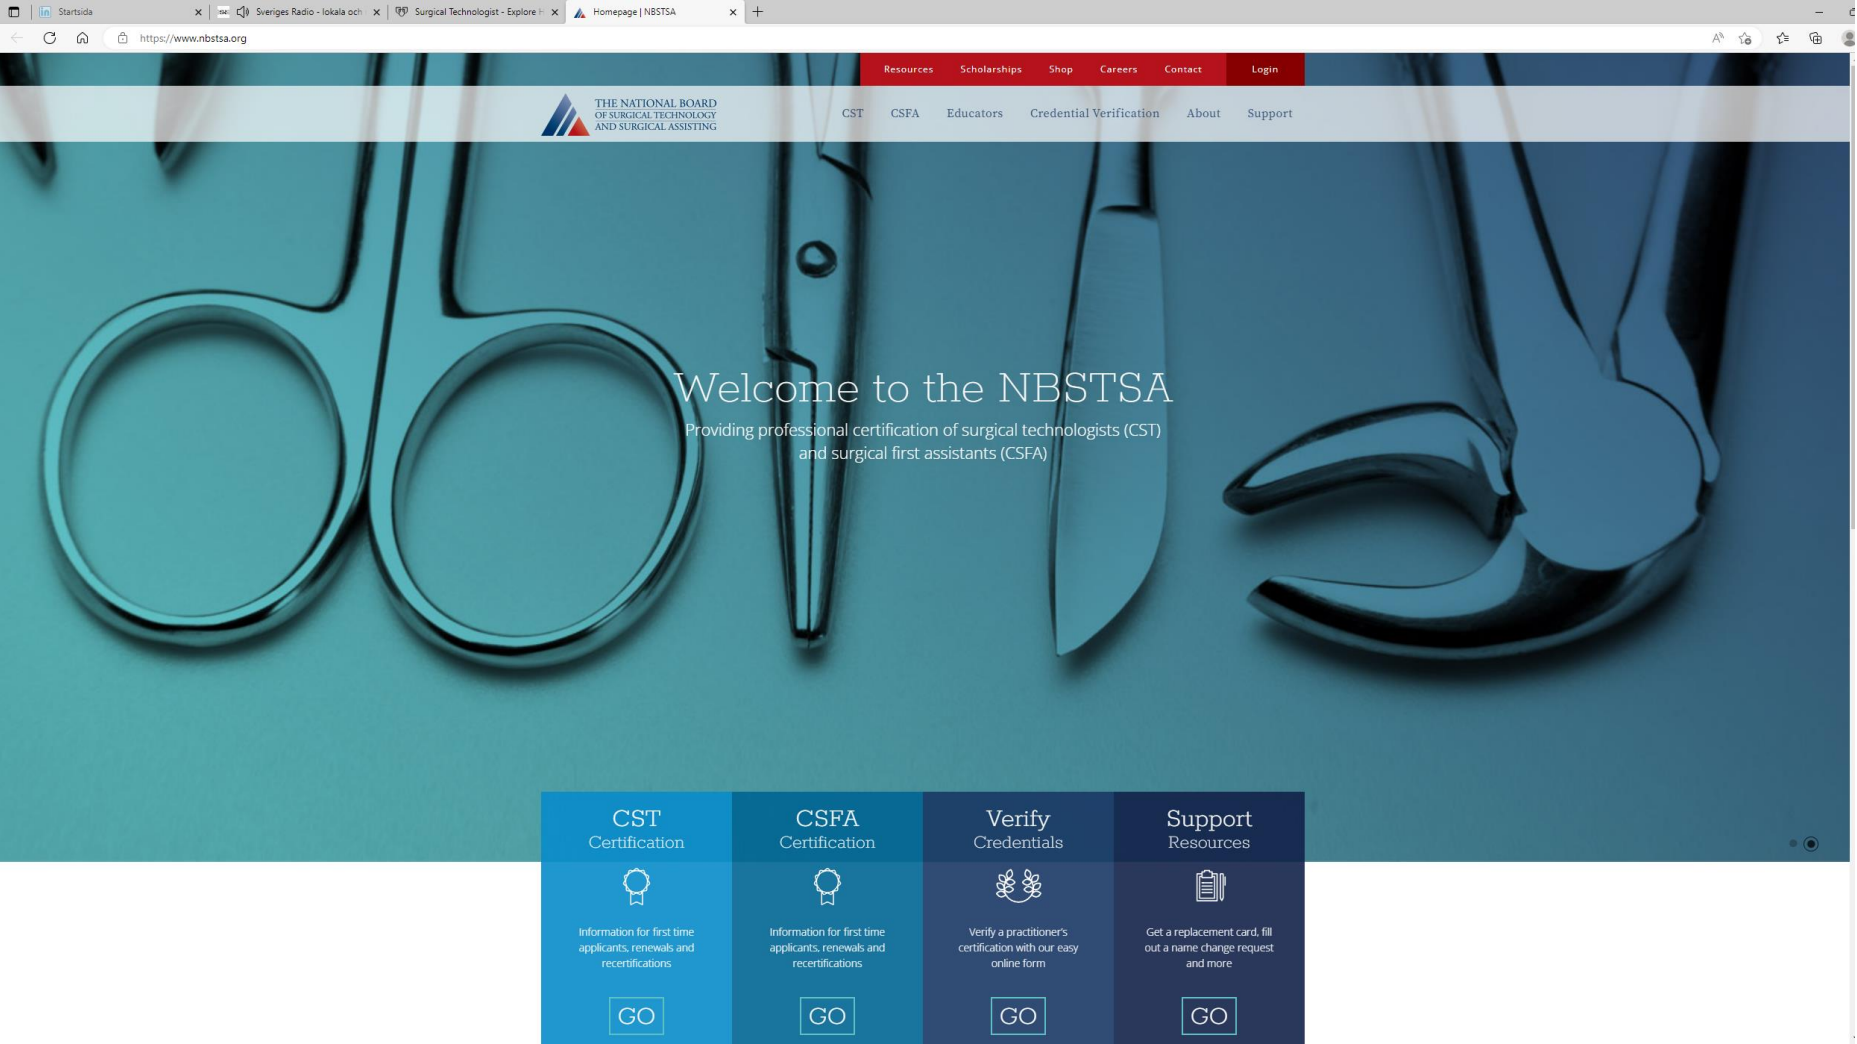 Startsida
Sveriges Radio - lokala och
Surgical Technologist - Explore H
Homepage | NBSTSA
https://www.nbstsa.org
Resources Scholarships Shop Careers Contact Login
THE NATIONAL BOARD
OF SURGICAL TECHNOLOGY
AND SURGICAL ASSISTING
CST CSFA Educators Credential Verification About Support
Welcome to the NBSTSA
Providing professional certification of surgical technologists (CST)
and surgical first assistants (CSFA)
CST
Certification
Information for first time
applicants, renewals and
recertifications
GO
CSFA
Certification
Information for first time
applicants, renewals and
recertifications
GO
Verify
Credentials
Verify a practitioner's
certification with our easy
online form
GO
Support
Resources
Get a replacement card, fill
out a name change request
and more
GO